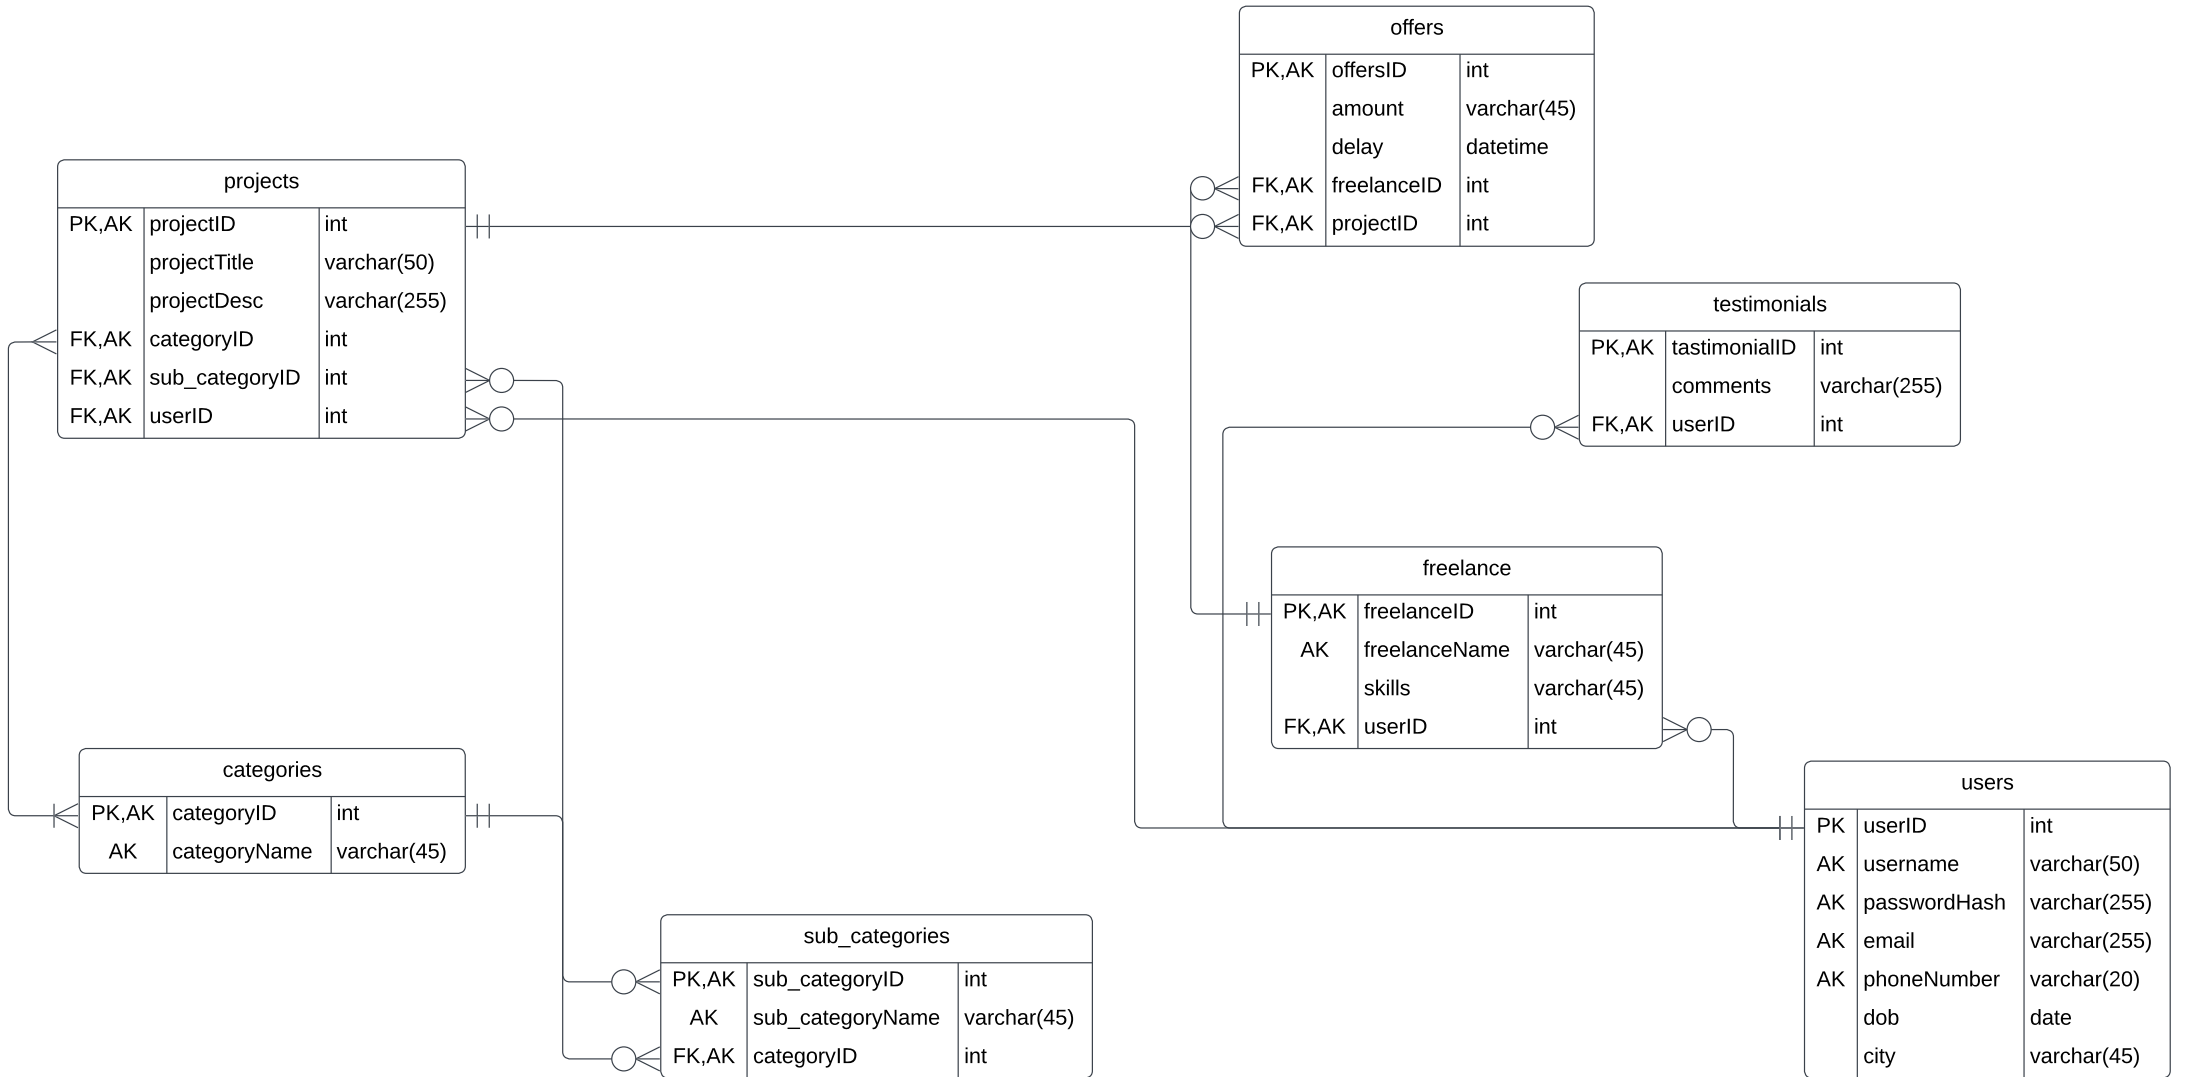 offers
PK,AK offersID int
amount varchar(45)
delay datetime
FK,AK freelanceID int
FK,AK projectID int
projects
PK,AK projectID int
projectTitle varchar(50)
projectDesc varchar(255)
FK,AK categoryID int
FK,AK sub_categoryID int
FK,AK userID int
testimonials
PK,AK tastimonialID int
comments varchar(255)
FK,AK userID int
freelance
PK,AK freelanceID int
AK freelanceName varchar(45)
skills varchar(45)
FK,AK userID int
categories
PK,AK categoryID int
AK categoryName varchar(45)
users
PK userID int
AK username varchar(50)
AK passwordHash varchar(255)
AK email varchar(255)
AK phoneNumber varchar(20)
dob date
city varchar(45)
sub_categories
PK,AK sub_categoryID int
AK sub_categoryName varchar(45)
FK,AK categoryID int